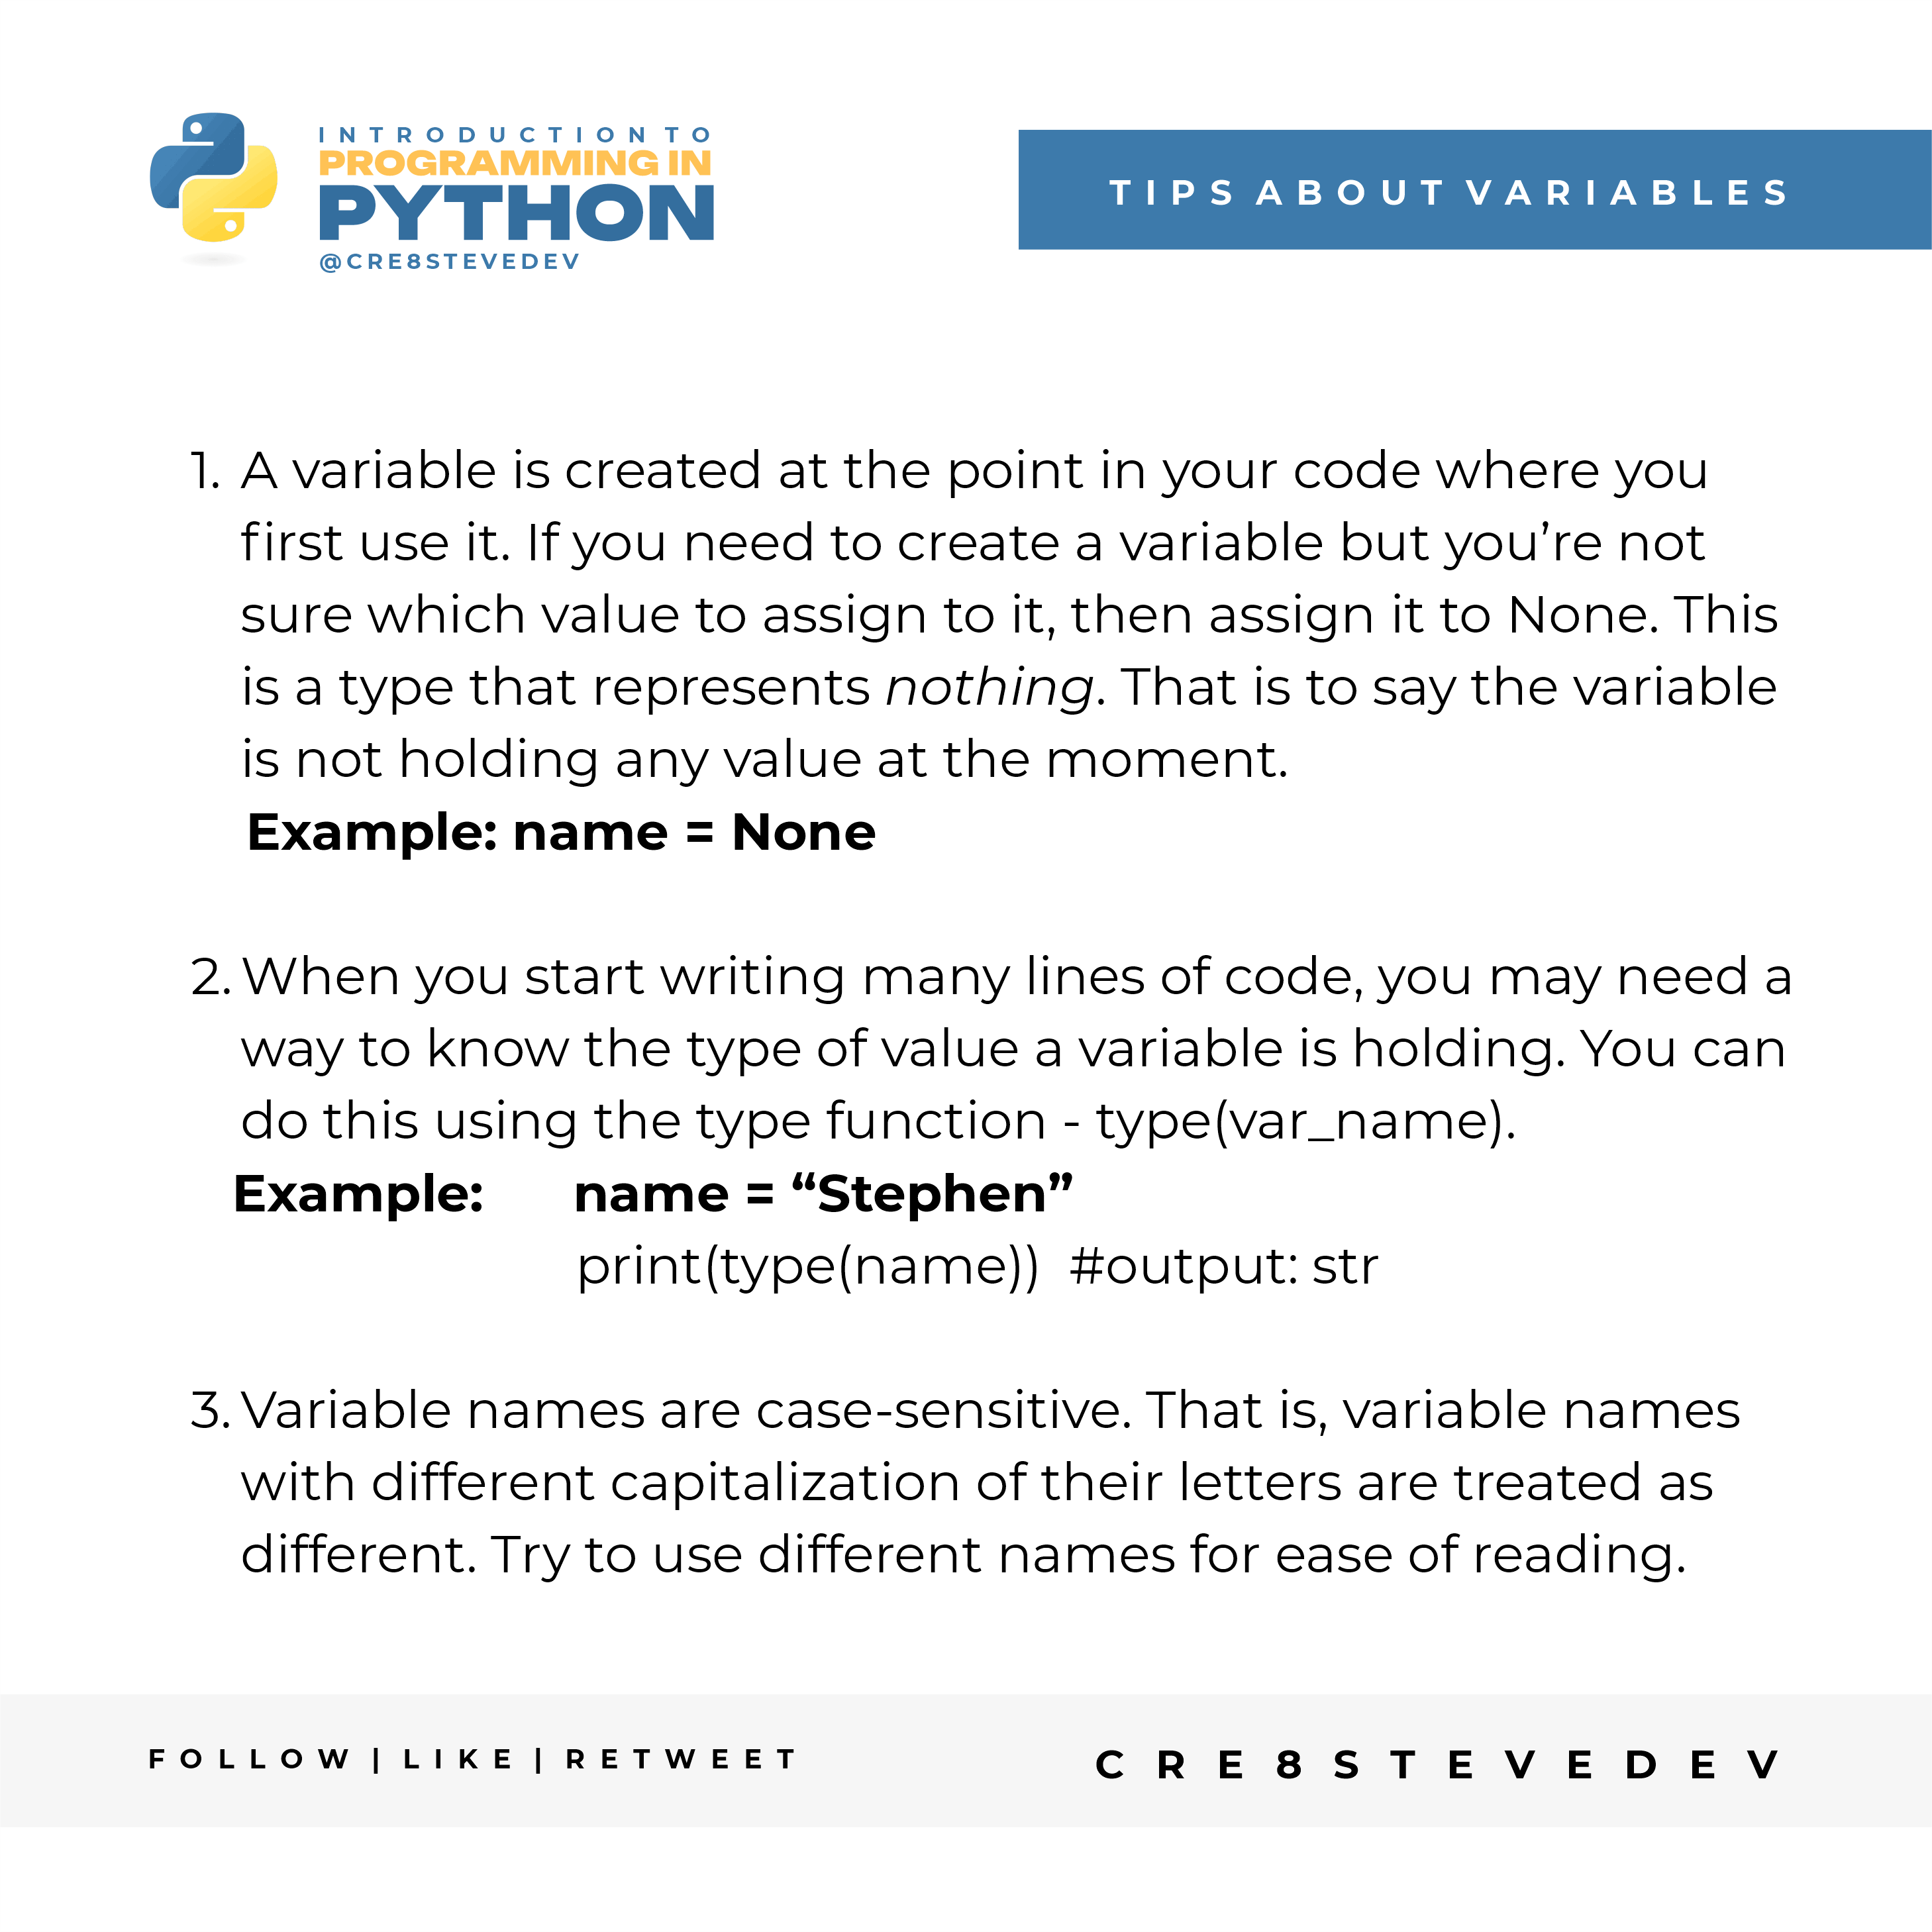 INTRODUCTION TO
PROGRAMMING IN
PYTHON
@CRE8STEVEDEV
TIPS ABOUT VARIABLES
1. A variable is created at the point in your code where you
first use it. If you need to create a variable but you’re not
sure which value to assign to it, then assign it to None. This
is a type that represents nothing. That is to say the variable
is not holding any value at the moment.
Example: name = None
2. When you start writing many lines of code, you may need a
way to know the type of value a variable is holding. You can
do this using the type function - type(var_name).
Example: name = “Stephen”
print(type(name)) #output: str
3. Variable names are case-sensitive. That is, variable names
with different capitalization of their letters are treated as
different. Try to use different names for ease of reading.
FOLLOW | LIKE | RETWEET
CRE8STEVEDEV